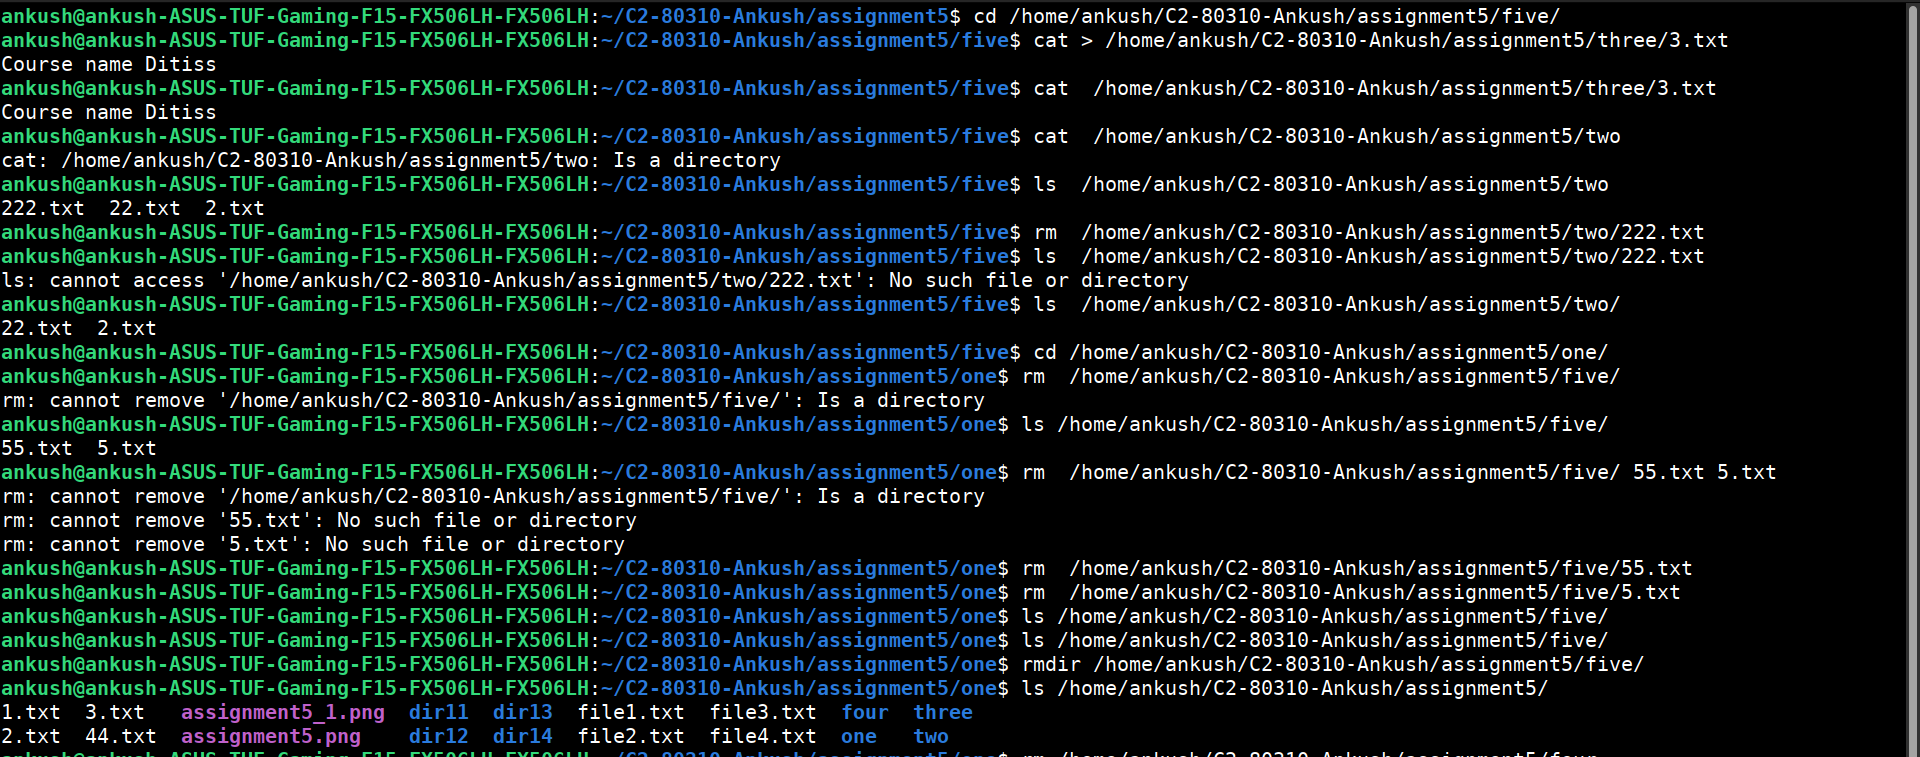 ankush@ankush-ASUS-TUF-Gaming-F15-FX506LH-FX506LH:~/C2-80310-Ankush/assignment5$ cd /home/ankush/C2-80310-Ankush/assignment5/five/
ankush@ankush-ASUS-TUF-Gaming-F15-FX506LH-FX506LH:~/C2-80310-Ankush/assignment5/five$ cat > /home/ankush/C2-80310-Ankush/assignment5/three/3.txt
Course name Ditiss
ankush@ankush-ASUS-TUF-Gaming-F15-FX506LH-FX506LH:~/C2-80310-Ankush/assignment5/five$ cat  /home/ankush/C2-80310-Ankush/assignment5/three/3.txt
Course name Ditiss
ankush@ankush-ASUS-TUF-Gaming-F15-FX506LH-FX506LH:~/C2-80310-Ankush/assignment5/five$ cat  /home/ankush/C2-80310-Ankush/assignment5/two
cat: /home/ankush/C2-80310-Ankush/assignment5/two: Is a directory
ankush@ankush-ASUS-TUF-Gaming-F15-FX506LH-FX506LH:~/C2-80310-Ankush/assignment5/five$ ls  /home/ankush/C2-80310-Ankush/assignment5/two
222.txt  22.txt  2.txt
ankush@ankush-ASUS-TUF-Gaming-F15-FX506LH-FX506LH:~/C2-80310-Ankush/assignment5/five$ rm  /home/ankush/C2-80310-Ankush/assignment5/two/222.txt
ankush@ankush-ASUS-TUF-Gaming-F15-FX506LH-FX506LH:~/C2-80310-Ankush/assignment5/five$ ls  /home/ankush/C2-80310-Ankush/assignment5/two/222.txt
ls: cannot access '/home/ankush/C2-80310-Ankush/assignment5/two/222.txt': No such file or directory
ankush@ankush-ASUS-TUF-Gaming-F15-FX506LH-FX506LH:~/C2-80310-Ankush/assignment5/five$ ls  /home/ankush/C2-80310-Ankush/assignment5/two/
22.txt  2.txt
ankush@ankush-ASUS-TUF-Gaming-F15-FX506LH-FX506LH:~/C2-80310-Ankush/assignment5/five$ cd /home/ankush/C2-80310-Ankush/assignment5/one/
ankush@ankush-ASUS-TUF-Gaming-F15-FX506LH-FX506LH:~/C2-80310-Ankush/assignment5/one$ rm  /home/ankush/C2-80310-Ankush/assignment5/five/
rm: cannot remove '/home/ankush/C2-80310-Ankush/assignment5/five/': Is a directory
ankush@ankush-ASUS-TUF-Gaming-F15-FX506LH-FX506LH:~/C2-80310-Ankush/assignment5/one$ ls /home/ankush/C2-80310-Ankush/assignment5/five/
55.txt  5.txt
ankush@ankush-ASUS-TUF-Gaming-F15-FX506LH-FX506LH:~/C2-80310-Ankush/assignment5/one$ rm  /home/ankush/C2-80310-Ankush/assignment5/five/ 55.txt 5.txt
rm: cannot remove '/home/ankush/C2-80310-Ankush/assignment5/five/': Is a directory
rm: cannot remove '55.txt': No such file or directory
rm: cannot remove '5.txt': No such file or directory
ankush@ankush-ASUS-TUF-Gaming-F15-FX506LH-FX506LH:~/C2-80310-Ankush/assignment5/one$ rm  /home/ankush/C2-80310-Ankush/assignment5/five/55.txt
ankush@ankush-ASUS-TUF-Gaming-F15-FX506LH-FX506LH:~/C2-80310-Ankush/assignment5/one$ rm  /home/ankush/C2-80310-Ankush/assignment5/five/5.txt
ankush@ankush-ASUS-TUF-Gaming-F15-FX506LH-FX506LH:~/C2-80310-Ankush/assignment5/one$ ls /home/ankush/C2-80310-Ankush/assignment5/five/
ankush@ankush-ASUS-TUF-Gaming-F15-FX506LH-FX506LH:~/C2-80310-Ankush/assignment5/one$ ls /home/ankush/C2-80310-Ankush/assignment5/five/
ankush@ankush-ASUS-TUF-Gaming-F15-FX506LH-FX506LH:~/C2-80310-Ankush/assignment5/one$ rmdir /home/ankush/C2-80310-Ankush/assignment5/five/
ankush@ankush-ASUS-TUF-Gaming-F15-FX506LH-FX506LH:~/C2-80310-Ankush/assignment5/one$ ls /home/ankush/C2-80310-Ankush/assignment5/
1.txt  3.txt   assignment5_1.png  dir11  dir13  file1.txt  file3.txt  four  three
2.txt  44.txt  assignment5.png    dir12  dir14  file2.txt  file4.txt  one   two